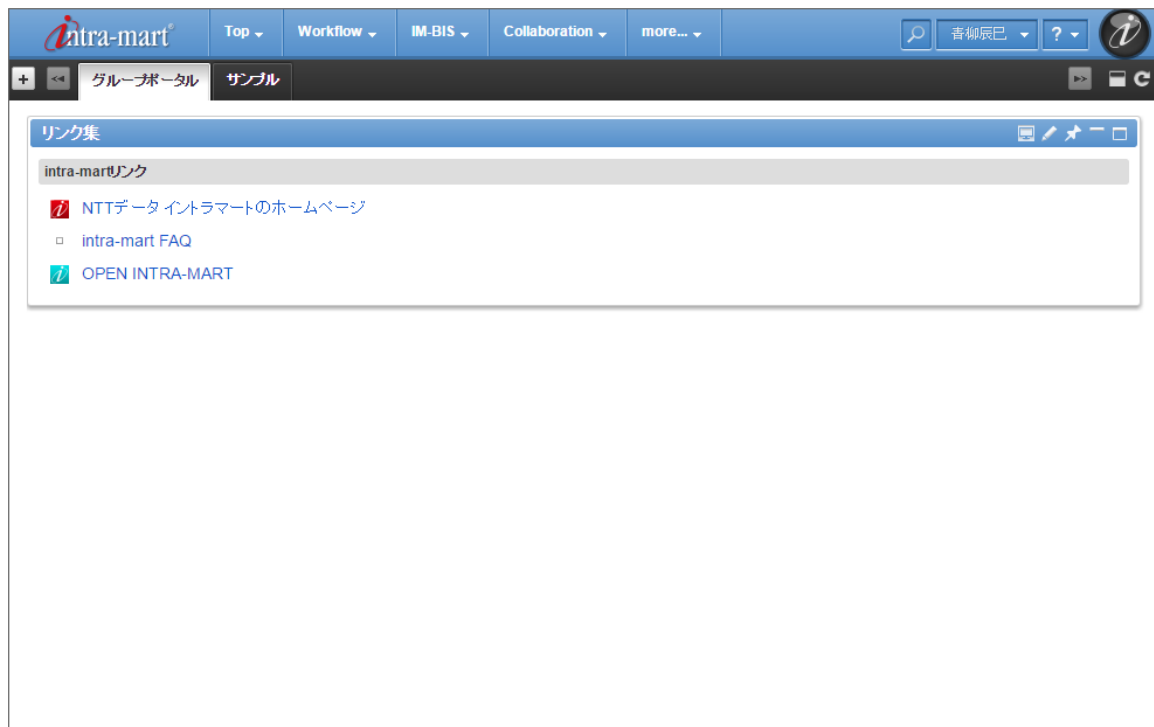 intra-mart Top Workflow IM-BIS Collaboration more... 青柳辰巳 ?
グループポータル サンプル
リンク集
intra-martリンク
NTTデータ イントラマートのホームページ
intra-mart FAQ
OPEN INTRA-MART